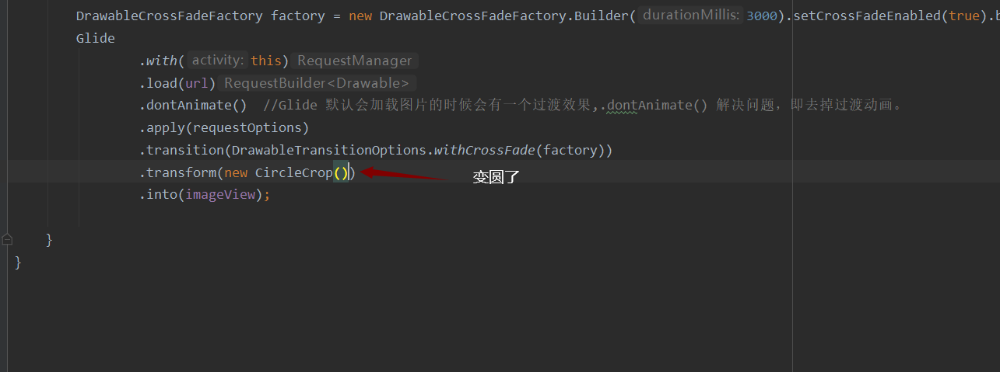 DrawableCrossFadeFactory factory = new DrawableCrossFadeFactory.Builder( durationMillis: 3000).setCrossFadeEnabled(true).b
Glide
.with( activity: this) RequestManager
.load(url) RequestBuilder<Drawable>
.dontAnimate()  //Glide 默认会加载图片的时候会有一个过渡效果,.dontAnimate() 解决问题，即去掉过渡动画。
.apply(requestOptions)
.transition(DrawableTransitionOptions.withCrossFade(factory))
.transform(new CircleCrop()) 变圆了
.into(imageView);
}
}